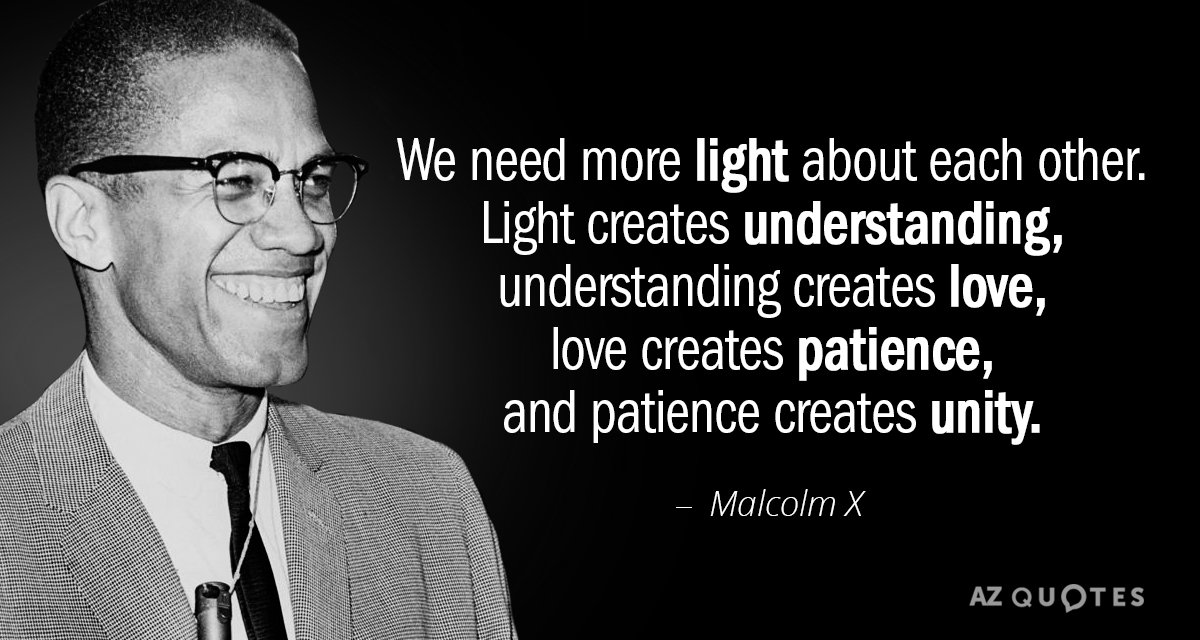 We need more light about each other.
Light creates understanding,
understanding creates love,
love creates patience,
and patience creates unity.
– Malcolm X
AZ QUOTES